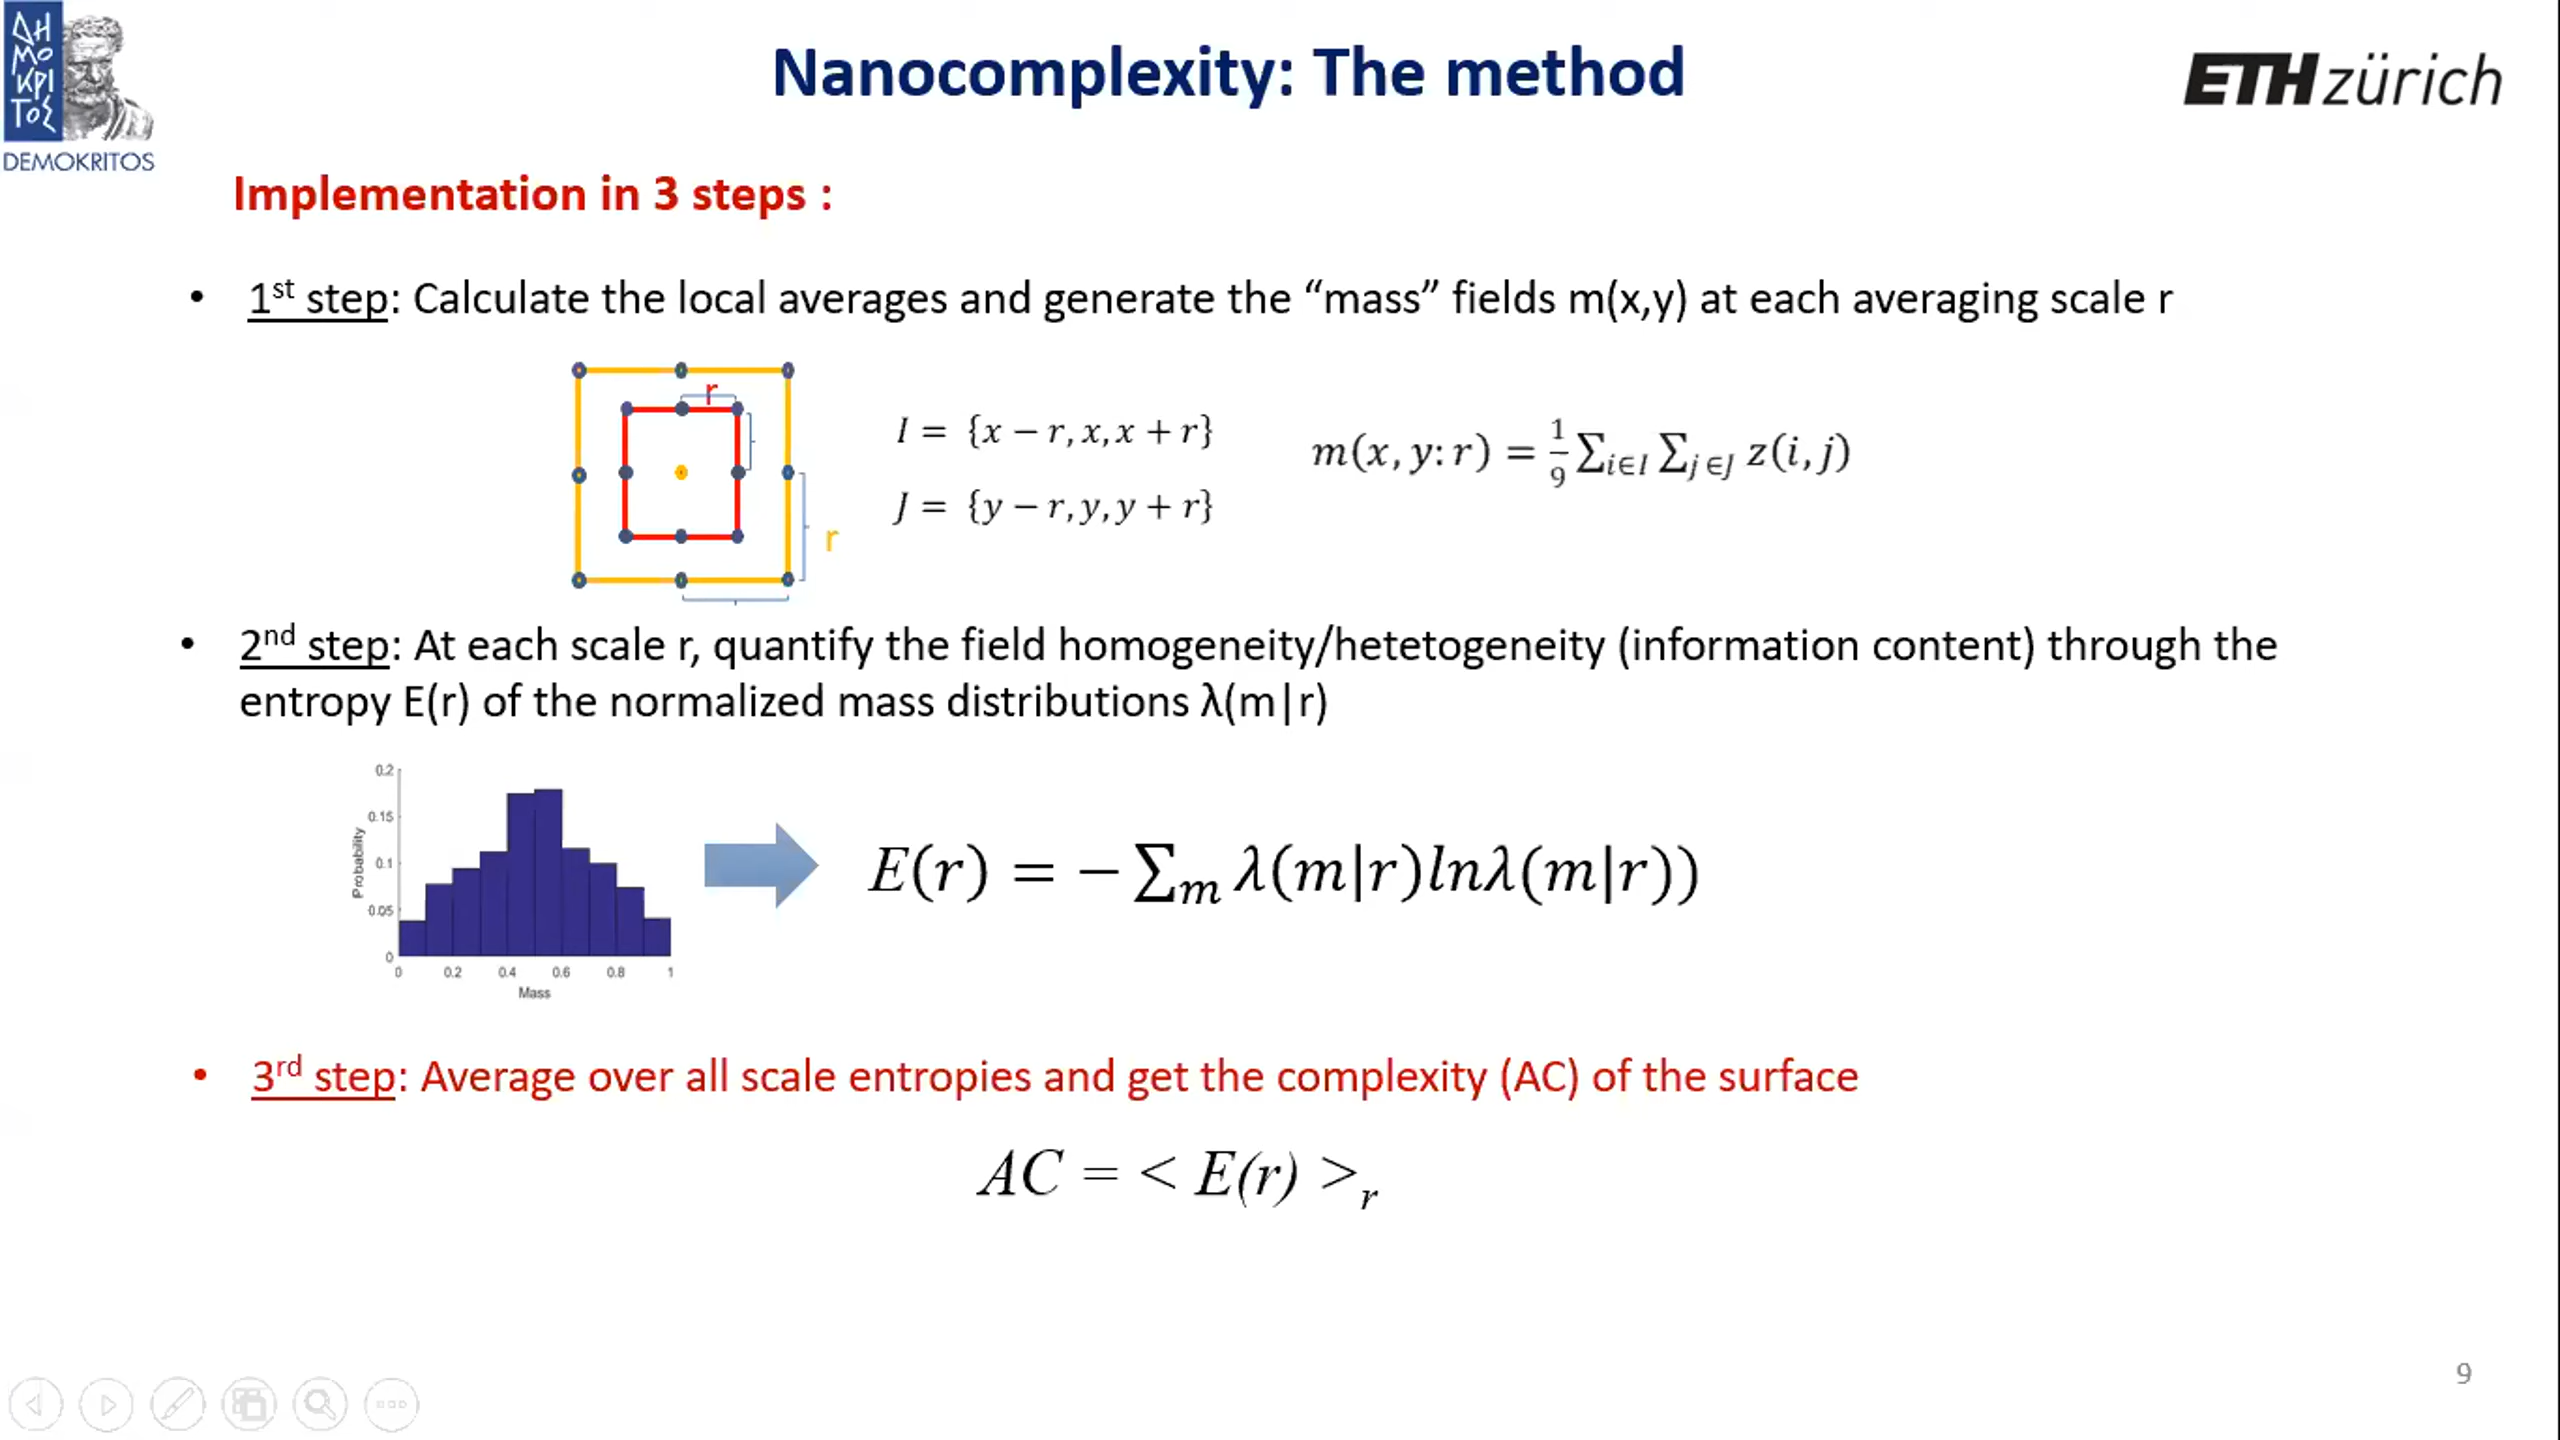 ΔΗ
ΜΟ
ΚΡΙ
ΤΟΣ
DEMOKRITOS
Nanocomplexity: The method
ETH zürich
Implementation in 3 steps :
• 1st step: Calculate the local averages and generate the “mass” fields m(x,y) at each averaging scale r
r
r
I = {x − r, x, x + r}
J = {y − r, y, y + r}
m(x, y: r) = 1/9 ∑i∈I ∑j∈J z(i, j)
• 2nd step: At each scale r, quantify the field homogeneity/hetetogeneity (information content) through the
entropy E(r) of the normalized mass distributions λ(m|r)
0.2
0.15
0.1
0.05
0
Probability
0 0.2 0.4 0.6 0.8 1
Mass
E(r) = − ∑m λ(m|r)lnλ(m|r))
• 3rd step: Average over all scale entropies and get the complexity (AC) of the surface
AC = < E(r) >r
9